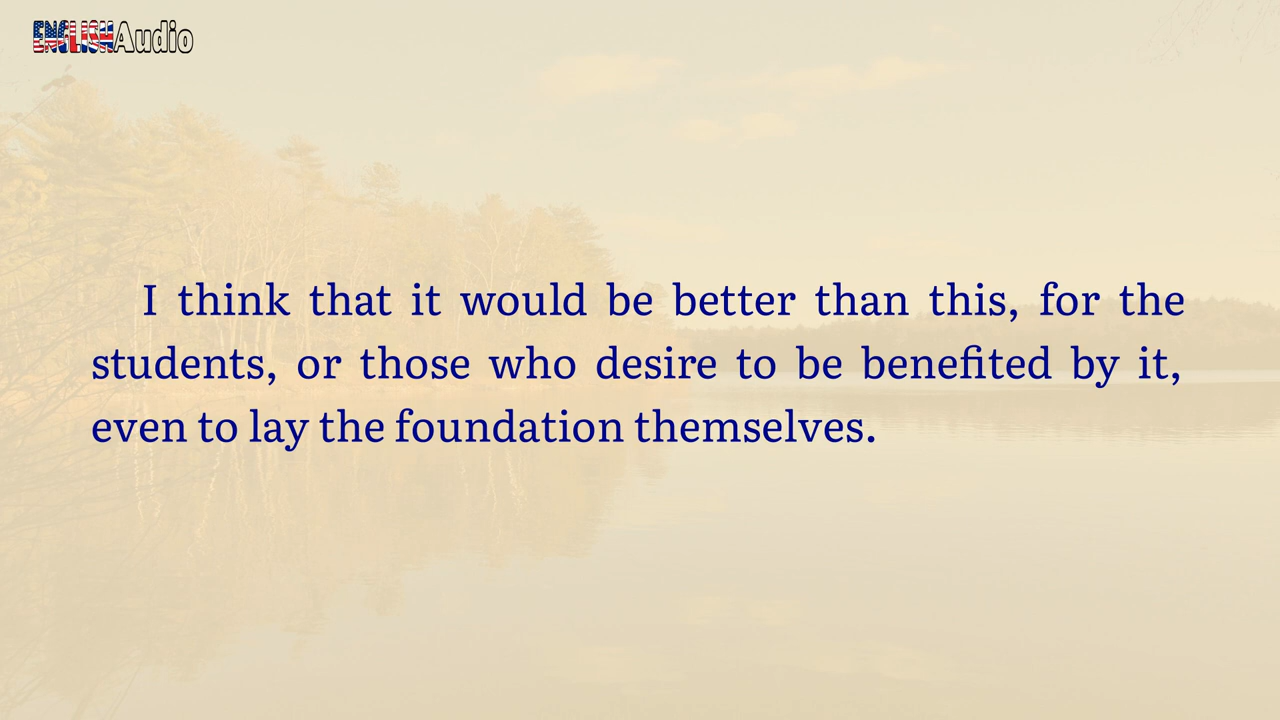 ENGLISHAudio
I think that it would be better than this, for the
students, or those who desire to be benefited by it,
even to lay the foundation themselves.